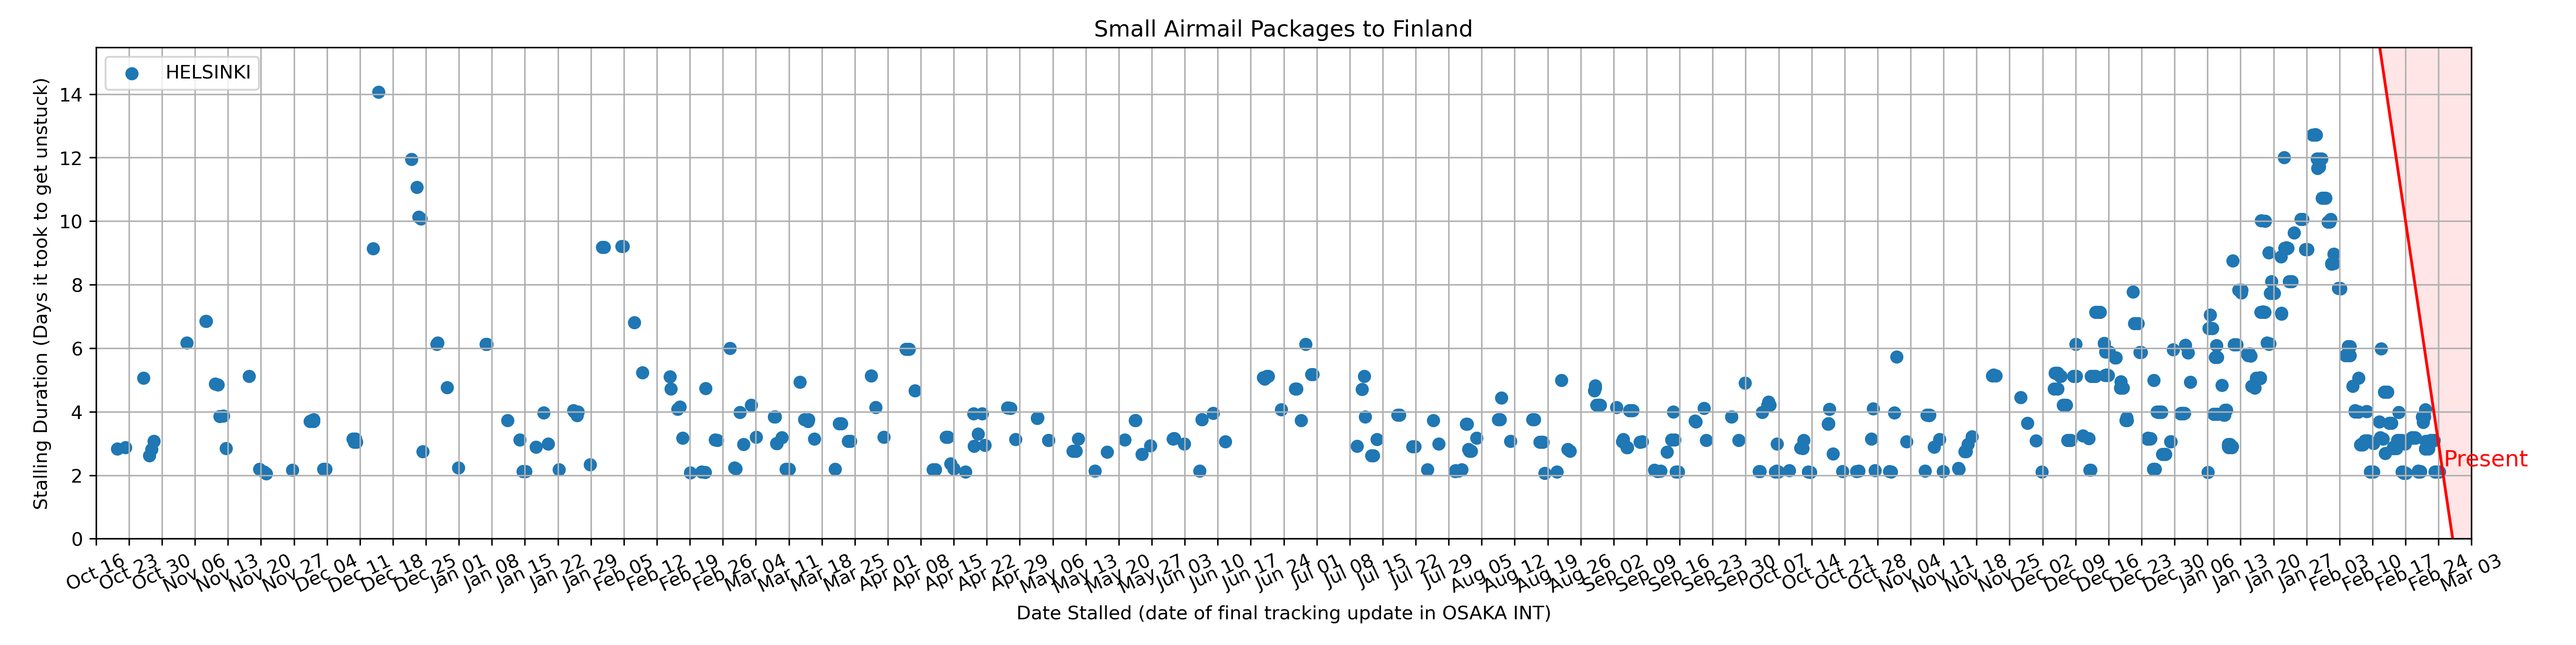 Small Airmail Packages to Finland
HELSINKI
Stalling Duration (Days it took to get unstuck)
14
12
10
8
6
4
2
0
Present
Oct 16 Oct 23 Oct 30 Nov 06 Nov 13 Nov 20 Nov 27 Dec 04 Dec 11 Dec 18 Dec 25 Jan 01 Jan 08 Jan 15 Jan 22 Jan 29 Feb 05 Feb 12 Feb 19 Feb 26 Mar 04 Mar 11 Mar 18 Mar 25 Apr 01 Apr 08 Apr 15 Apr 22 Apr 29 May 06 May 13 May 20 May 27 Jun 03 Jun 10 Jun 17 Jun 24 Jul 01 Jul 08 Jul 15 Jul 22 Jul 29 Aug 05 Aug 12 Aug 19 Aug 26 Sep 02 Sep 09 Sep 16 Sep 23 Sep 30 Oct 07 Oct 14 Oct 21 Oct 28 Nov 04 Nov 11 Nov 18 Nov 25 Dec 02 Dec 09 Dec 16 Dec 23 Dec 30 Jan 06 Jan 13 Jan 20 Jan 27 Feb 03 Feb 10 Feb 17 Feb 24 Mar 03
Date Stalled (date of final tracking update in OSAKA INT)